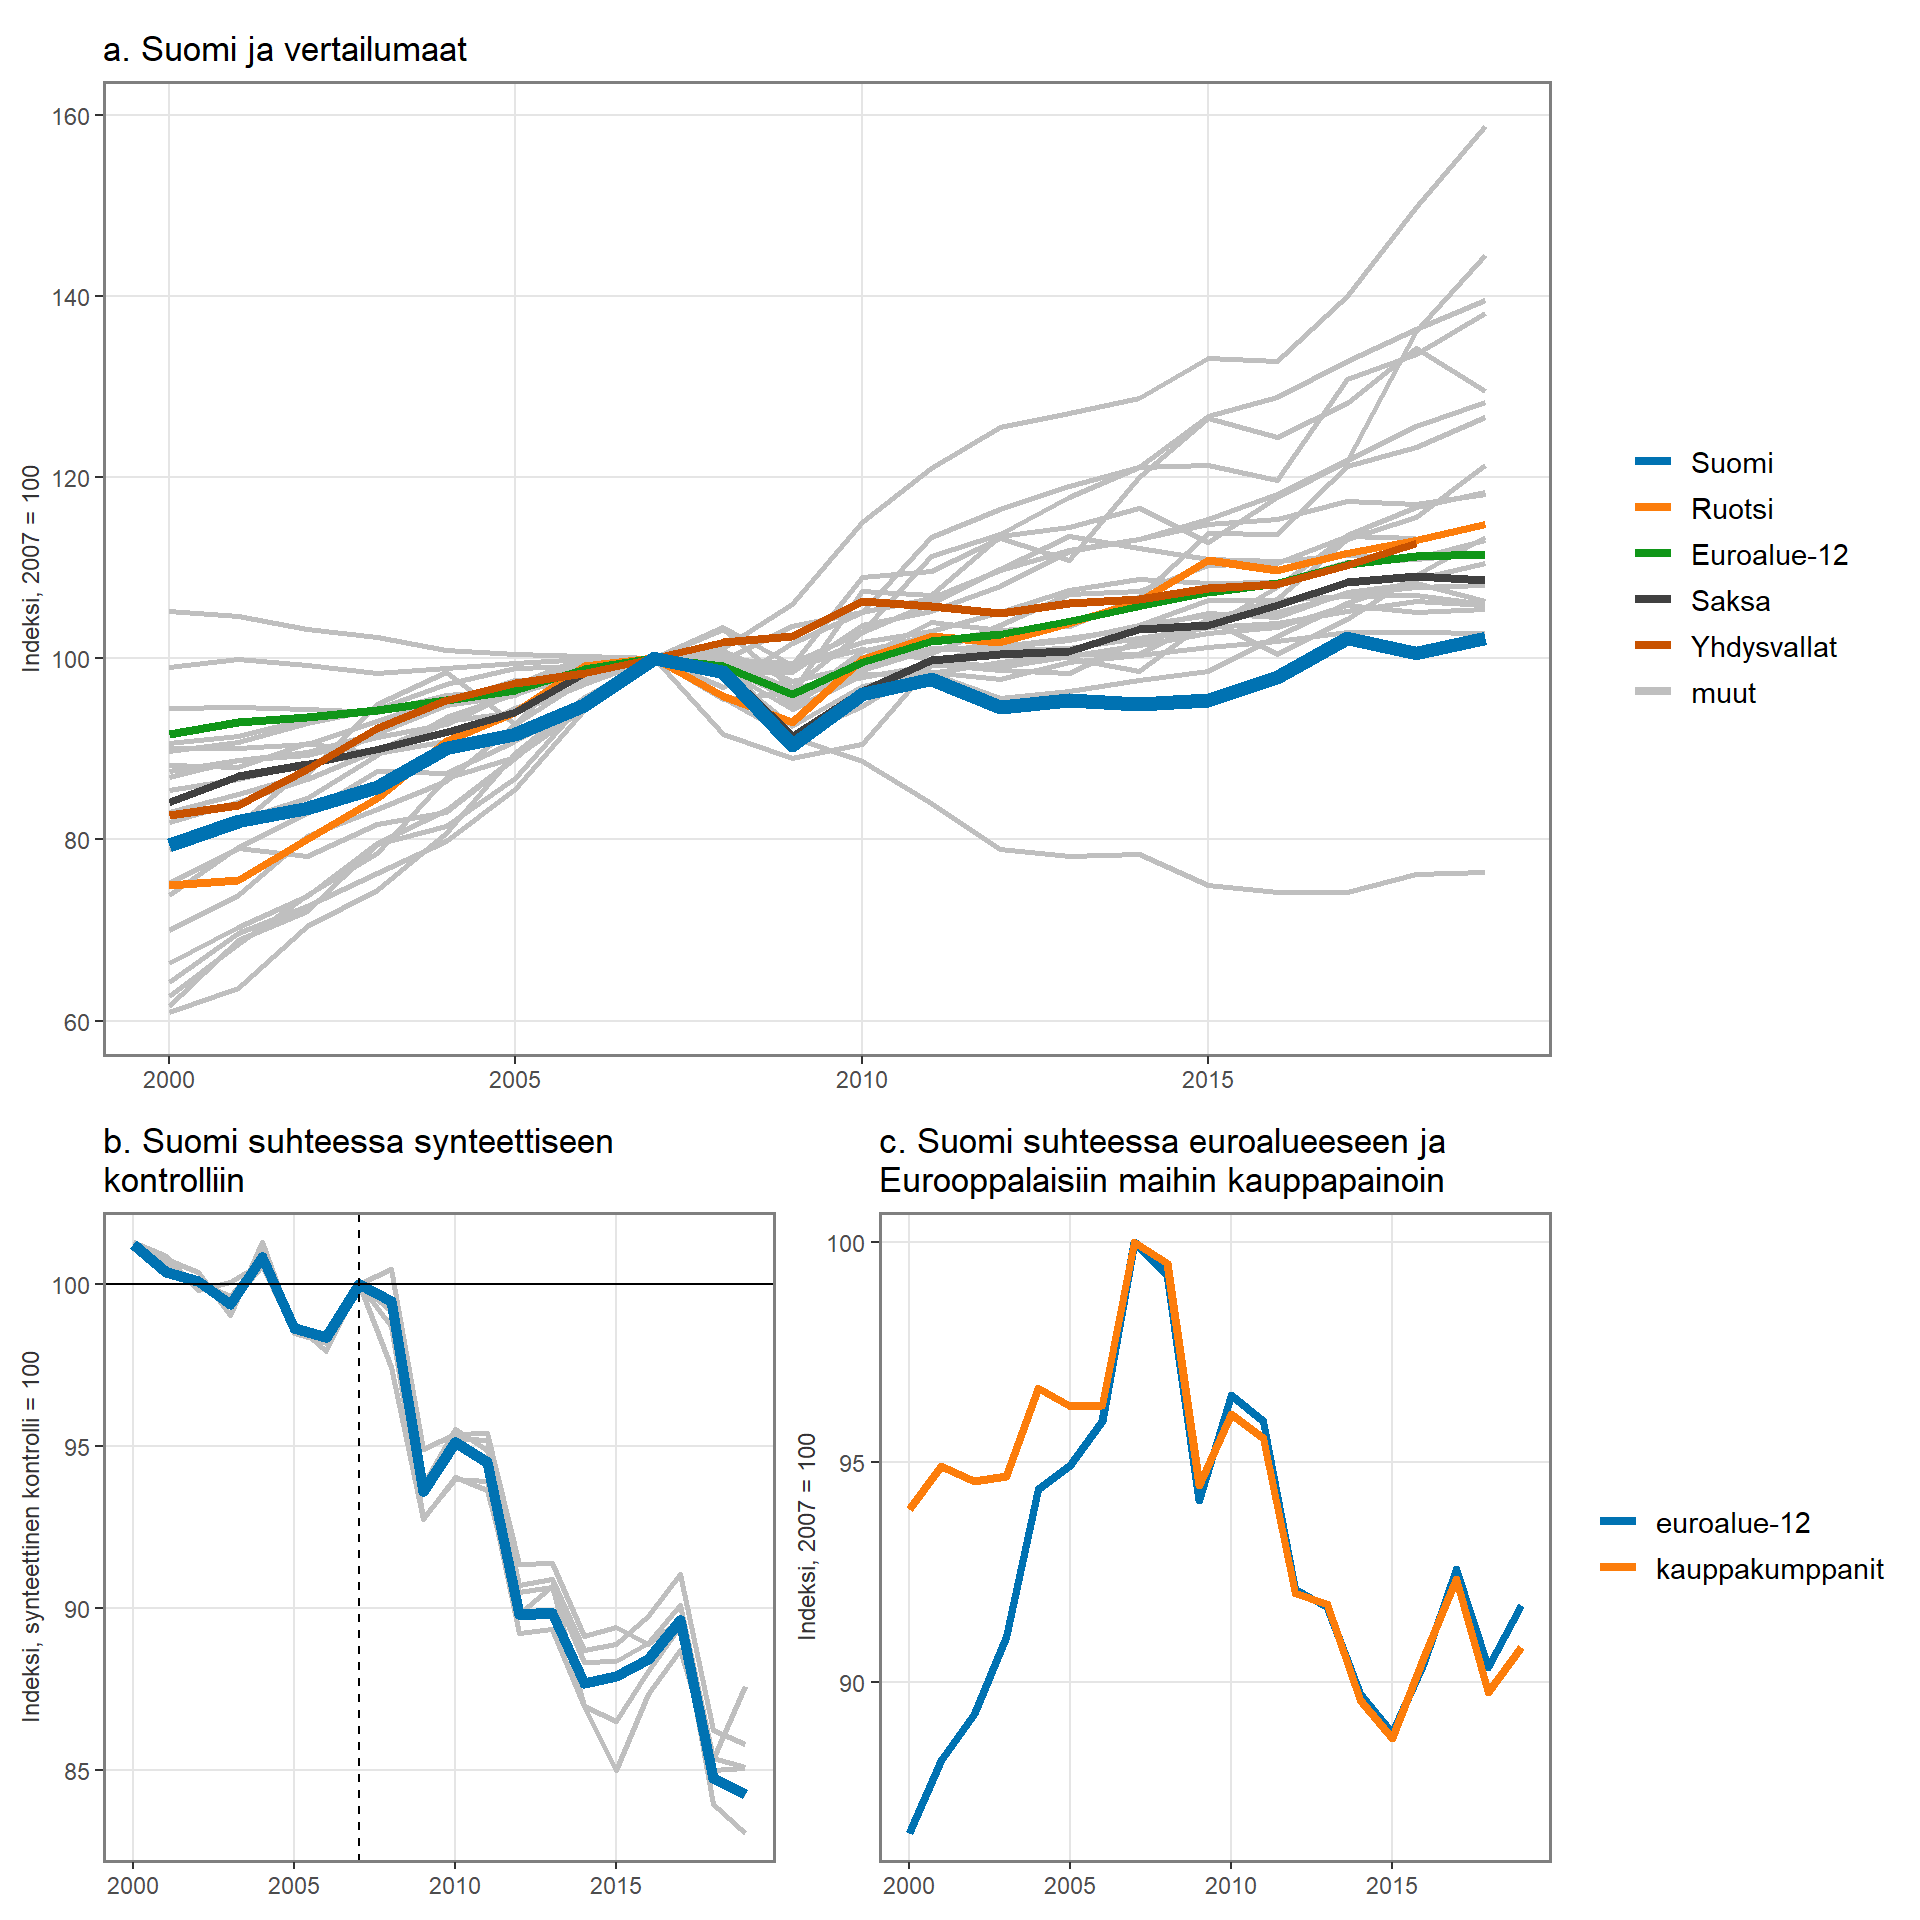 a. Suomi ja vertailumaat
Indeksi, 2007 = 100
160
140
120
100
80
60
2000
2005
2010
2015
Suomi
Ruotsi
Euroalue-12
Saksa
Yhdysvallat
muut
b. Suomi suhteessa synteettiseen
kontrolliin
Indeksi, synteettinen kontrolli = 100
100
95
90
85
2000
2005
2010
2015
c. Suomi suhteessa euroalueeseen ja
Eurooppalaisiin maihin kauppapainoin
Indeksi, 2007 = 100
100
95
90
2000
2005
2010
2015
euroalue-12
kauppakumppanit